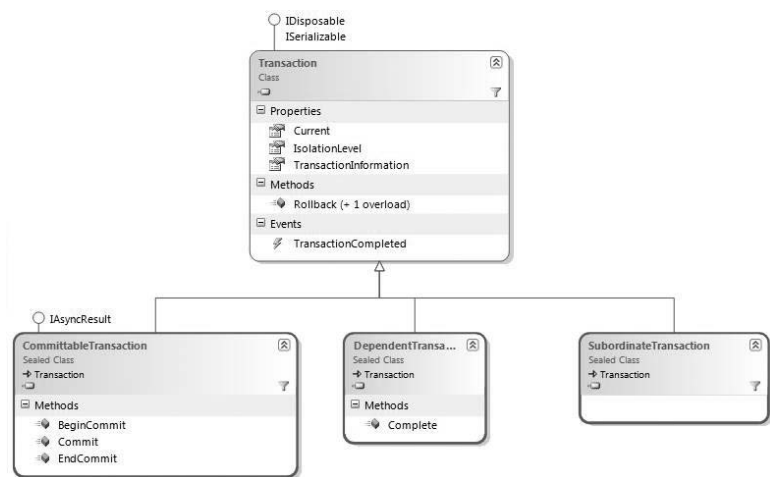 IDisposable
ISerializable
Transaction
Class
Properties
Current
IsolationLevel
TransactionInformation
Methods
Rollback (+ 1 overload)
Events
TransactionCompleted
IAsyncResult
CommittableTransaction
Sealed Class
Transaction
Methods
BeginCommit
Commit
EndCommit
DependentTransa...
Sealed Class
Transaction
Methods
Complete
SubordinateTransaction
Sealed Class
Transaction